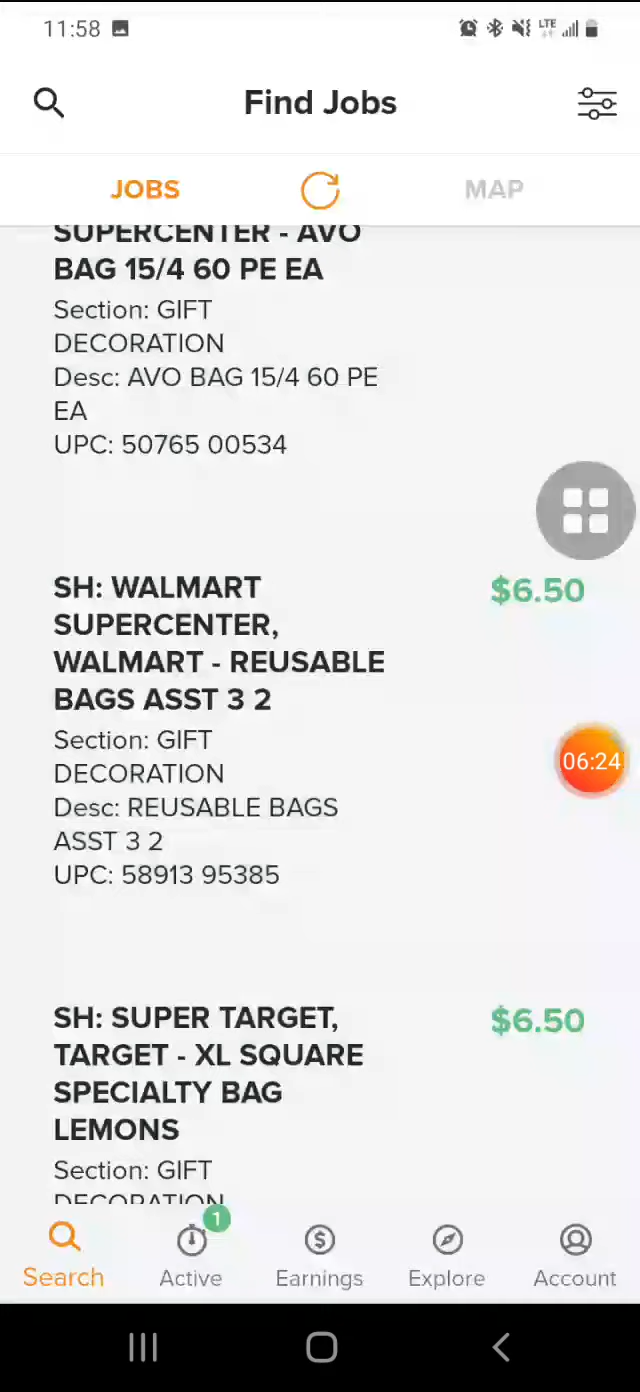 11:58
LTE
Find Jobs
JOBS
MAP
SUPERCENTER - AVO
BAG 15/4 60 PE EA
Section: GIFT
DECORATION
Desc: AVO BAG 15/4 60 PE
EA
UPC: 50765 00534
SH: WALMART
SUPERCENTER,
WALMART - REUSABLE
BAGS ASST 3 2
$6.50
Section: GIFT
DECORATION
Desc: REUSABLE BAGS
ASST 3 2
UPC: 58913 95385
06:24
SH: SUPER TARGET,
TARGET - XL SQUARE
SPECIALTY BAG
LEMONS
$6.50
Section: GIFT
DECORATION
1
Search
Active
Earnings
Explore
Account